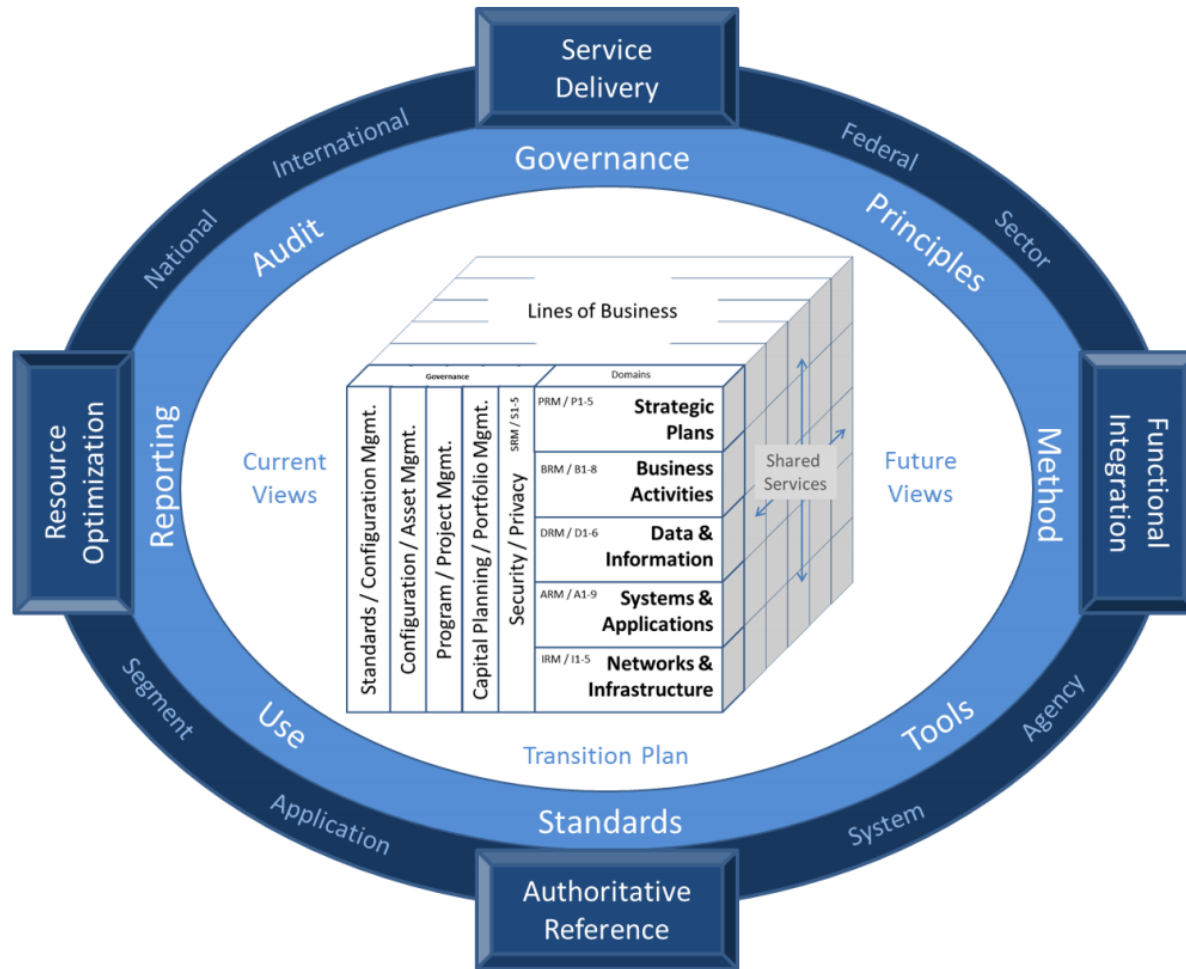 Service
Delivery
International
Federal
Governance
National
Audit
Principles
Sector
Lines of Business
Governance
Domains
Resource
Optimization
Reporting
Current
Views
Standards / Configuration Mgmt.
Configuration / Asset Mgmt.
Program / Project Mgmt.
Capital Planning / Portfolio Mgmt.
Security / Privacy
SRM / S1-5
PRM / P1-5
Strategic
Plans
BRM / B1-8
Business
Activities
DRM / D1-6
Data &
Information
ARM / A1-9
Systems &
Applications
IRM / I1-5
Networks &
Infrastructure
Shared
Services
Future
Views
Method
Functional
Integration
Segment
Use
Transition Plan
Tools
Agency
Application
Standards
System
Authoritative
Reference